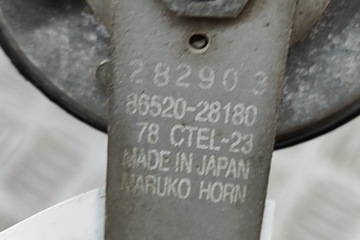 282903
86520-28180
78 CTEL-23
MADE IN JAPAN
MARUKO HORN